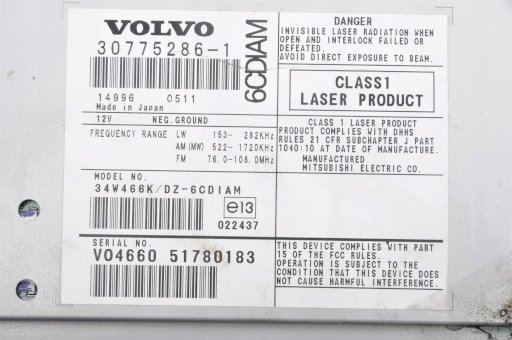 VOLVO
30775286-1
6CDIAM
14996 0511
Made in Japan
12V NEG.GROUND
FREQUENCY RANGE LW 153- 282KHz
AM (MW) 522- 1720KHz
FM 76.0-108.0MHz
MODEL NO.
34W466K/DZ-6CDIAM
e13
022437
SERIAL NO.
V04660 51780183
DANGER
INVISIBLE LASER RADIATION WHEN
OPEN AND INTERLOCK FAILED OR
DEFEATED.
AVOID DIRECT EXPOSURE TO BEAM.
CLASS1
LASER PRODUCT
CLASS 1 LASER PRODUCT
PRODUCT COMPLIES WITH DHHS
RULES 21 CFR SUBCHAPTER J PART
1040:10 AT DATE OF MANUFACTURE.
MANUFACTURED
MITSUBISHI ELECTRIC CO.
THIS DEVICE COMPLIES WITH PART
15 OF THE FCC RULES.
OPERATION IS SUBJECT TO THE
CONDITION THAT THIS DEVICE DOES
NOT CAUSE HARMFUL INTERFERENCE.